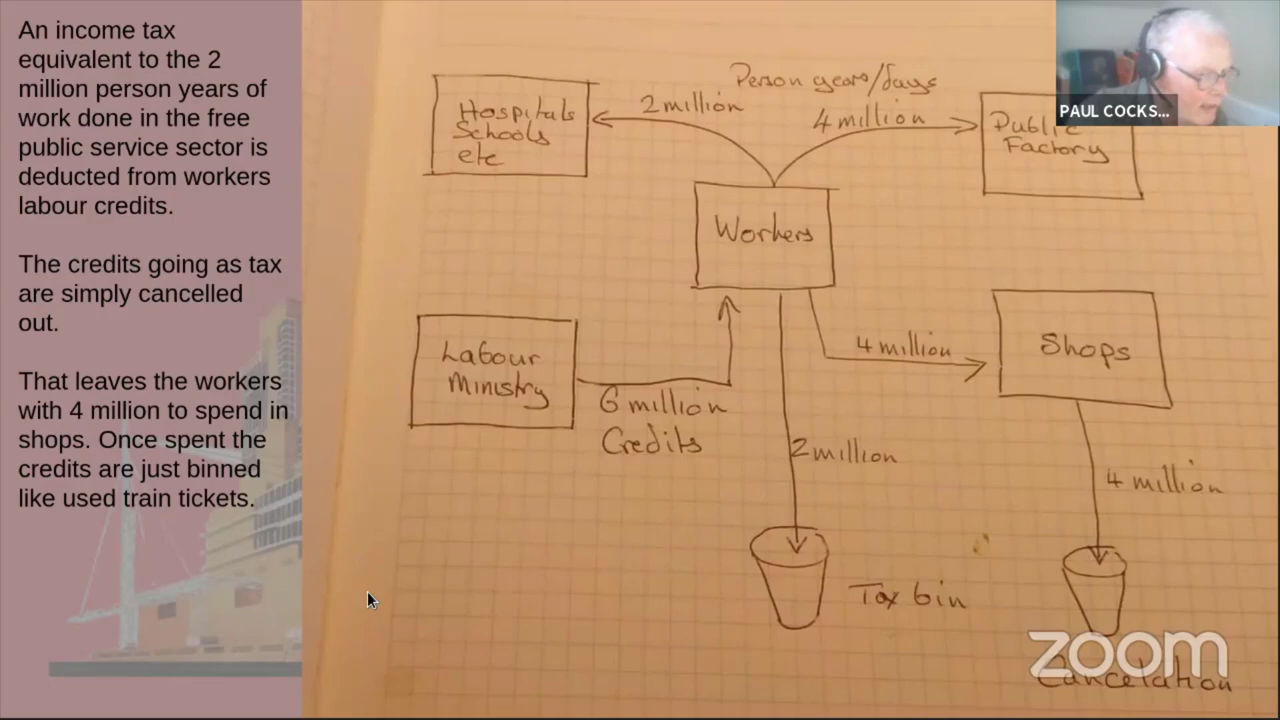 An income tax
equivalent to the 2
million person years of
work done in the free
public service sector is
deducted from workers
labour credits.
The credits going as tax
are simply cancelled
out.
That leaves the workers
with 4 million to spend in
shops. Once spent the
credits are just binned
like used train tickets.
Person years/days
2 million
4 million
Hospitals
Schools
etc
Public
Factory
Workers
Labour
Ministry
6 million
Credits
4 million
Shops
2 million
4 million
Tax bin
Cancelation
PAUL COCKS...
zoom